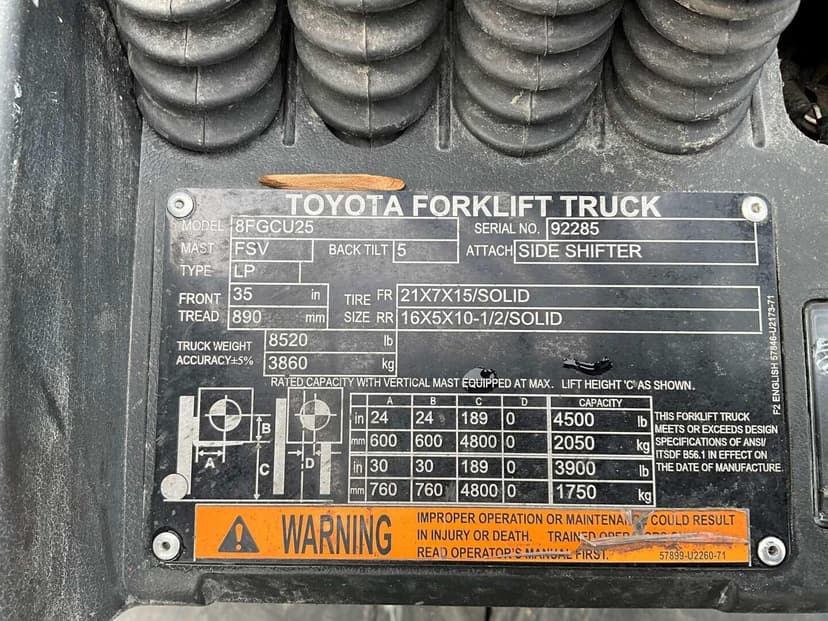 TOYOTA FORKLIFT TRUCK
MODEL 8FGCU25 SERIAL NO. 92285
MAST FSV BACK TILT 5 ATTACH SIDE SHIFTER
TYPE LP
FRONT TREAD 35 in TIRE SIZE FR 21X7X15/SOLID
890 mm RR 16X5X10-1/2/SOLID
TRUCK WEIGHT 8520 lb
ACCURACY±5% 3860 kg
RATED CAPACITY WITH VERTICAL MAST EQUIPPED AT MAX. LIFT HEIGHT 'C' AS SHOWN.
A B C D CAPACITY
in 24 24 189 0 4500 lb
mm 600 600 4800 0 2050 kg
in 30 30 189 0 3900 lb
mm 760 760 4800 0 1750 kg
A B C D
THIS FORKLIFT TRUCK
MEETS OR EXCEEDS DESIGN
SPECIFICATIONS OF ANSI/
ITSDF B56.1 IN EFFECT ON
THE DATE OF MANUFACTURE.
F2 ENGLISH 57846-U2173-71
WARNING
IMPROPER OPERATION OR MAINTENANCE COULD RESULT
IN INJURY OR DEATH. TRAINED
READ OPERATOR'S MANUAL FIRST. 57899-U2260-71